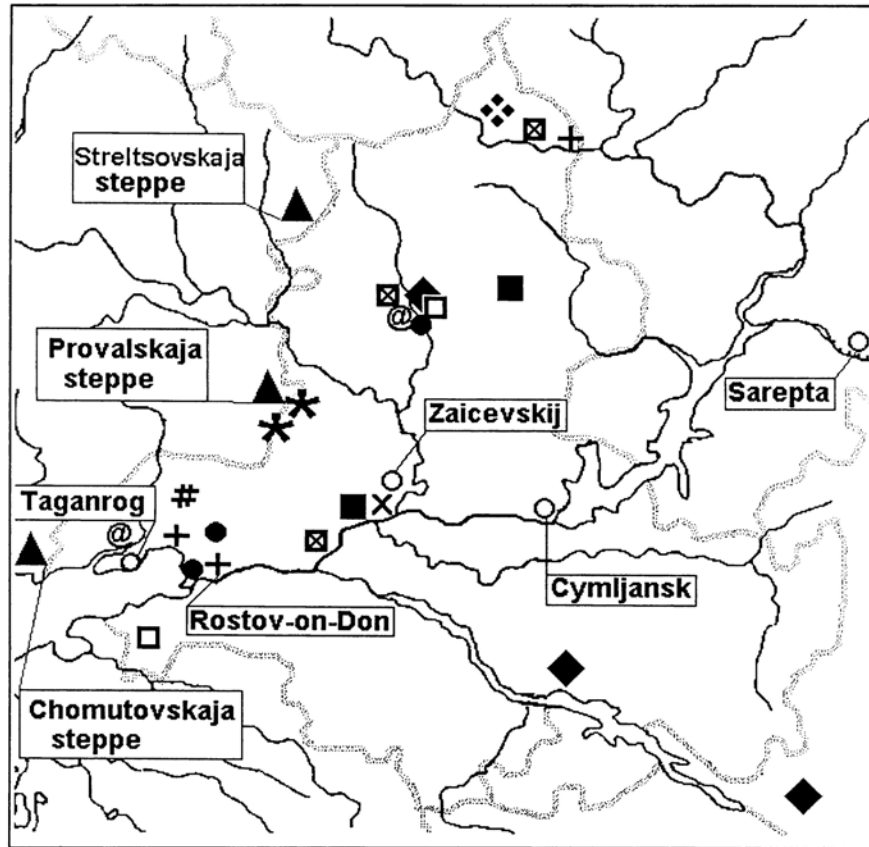 Streltsovskaja
steppe
Provalskaja
steppe
Zaicevskij
Sarepta
Taganrog
Cymljansk
Rostov-on-Don
Chomutovskaja
steppe
@
#
@